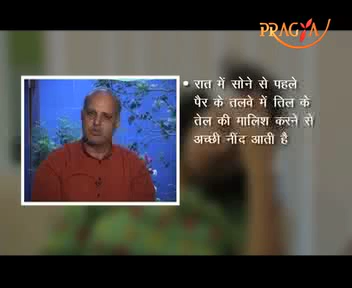 PRAGYA
• रात में सोने से पहले
पैर के तलवे में तिल के
तेल की मालिश करने से
अच्छी नींद आती है